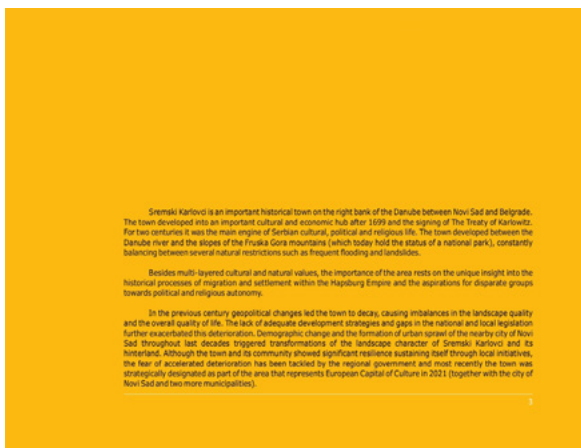 Sremski Karlovci is an important historical town on the right bank of the Danube between Novi Sad and Belgrade.
The town developed into an important cultural and economic hub after 1699 and the signing of The Treaty of Karlowitz.
For two centuries it was the main engine of Serbian cultural, political and religious life. The town developed between the
Danube river and the slopes of the Fruska Gora mountains (which today hold the status of a national park), constantly
balancing between several natural restrictions such as frequent flooding and landslides.
Besides multi-layered cultural and natural values, the importance of the area rests on the unique insight into the
historical processes of migration and settlement within the Hapsburg Empire and the aspirations for disparate groups
towards political and religious autonomy.
In the previous century geopolitical changes led the town to decay, causing imbalances in the landscape quality
and the overall quality of life. The lack of adequate development strategies and gaps in the national and local legislation
further exacerbated this deterioration. Demographic change and the formation of urban sprawl of the nearby city of Novi
Sad throughout last decades triggered transformations of the landscape character of Sremski Karlovci and its
hinterland. Although the town and its community showed significant resilience sustaining itself through local initiatives,
the fear of accelerated deterioration has been tackled by the regional government and most recently the town was
strategically designated as part of the area that represents European Capital of Culture in 2021 (together with the city of
Novi Sad and two more municipalities).